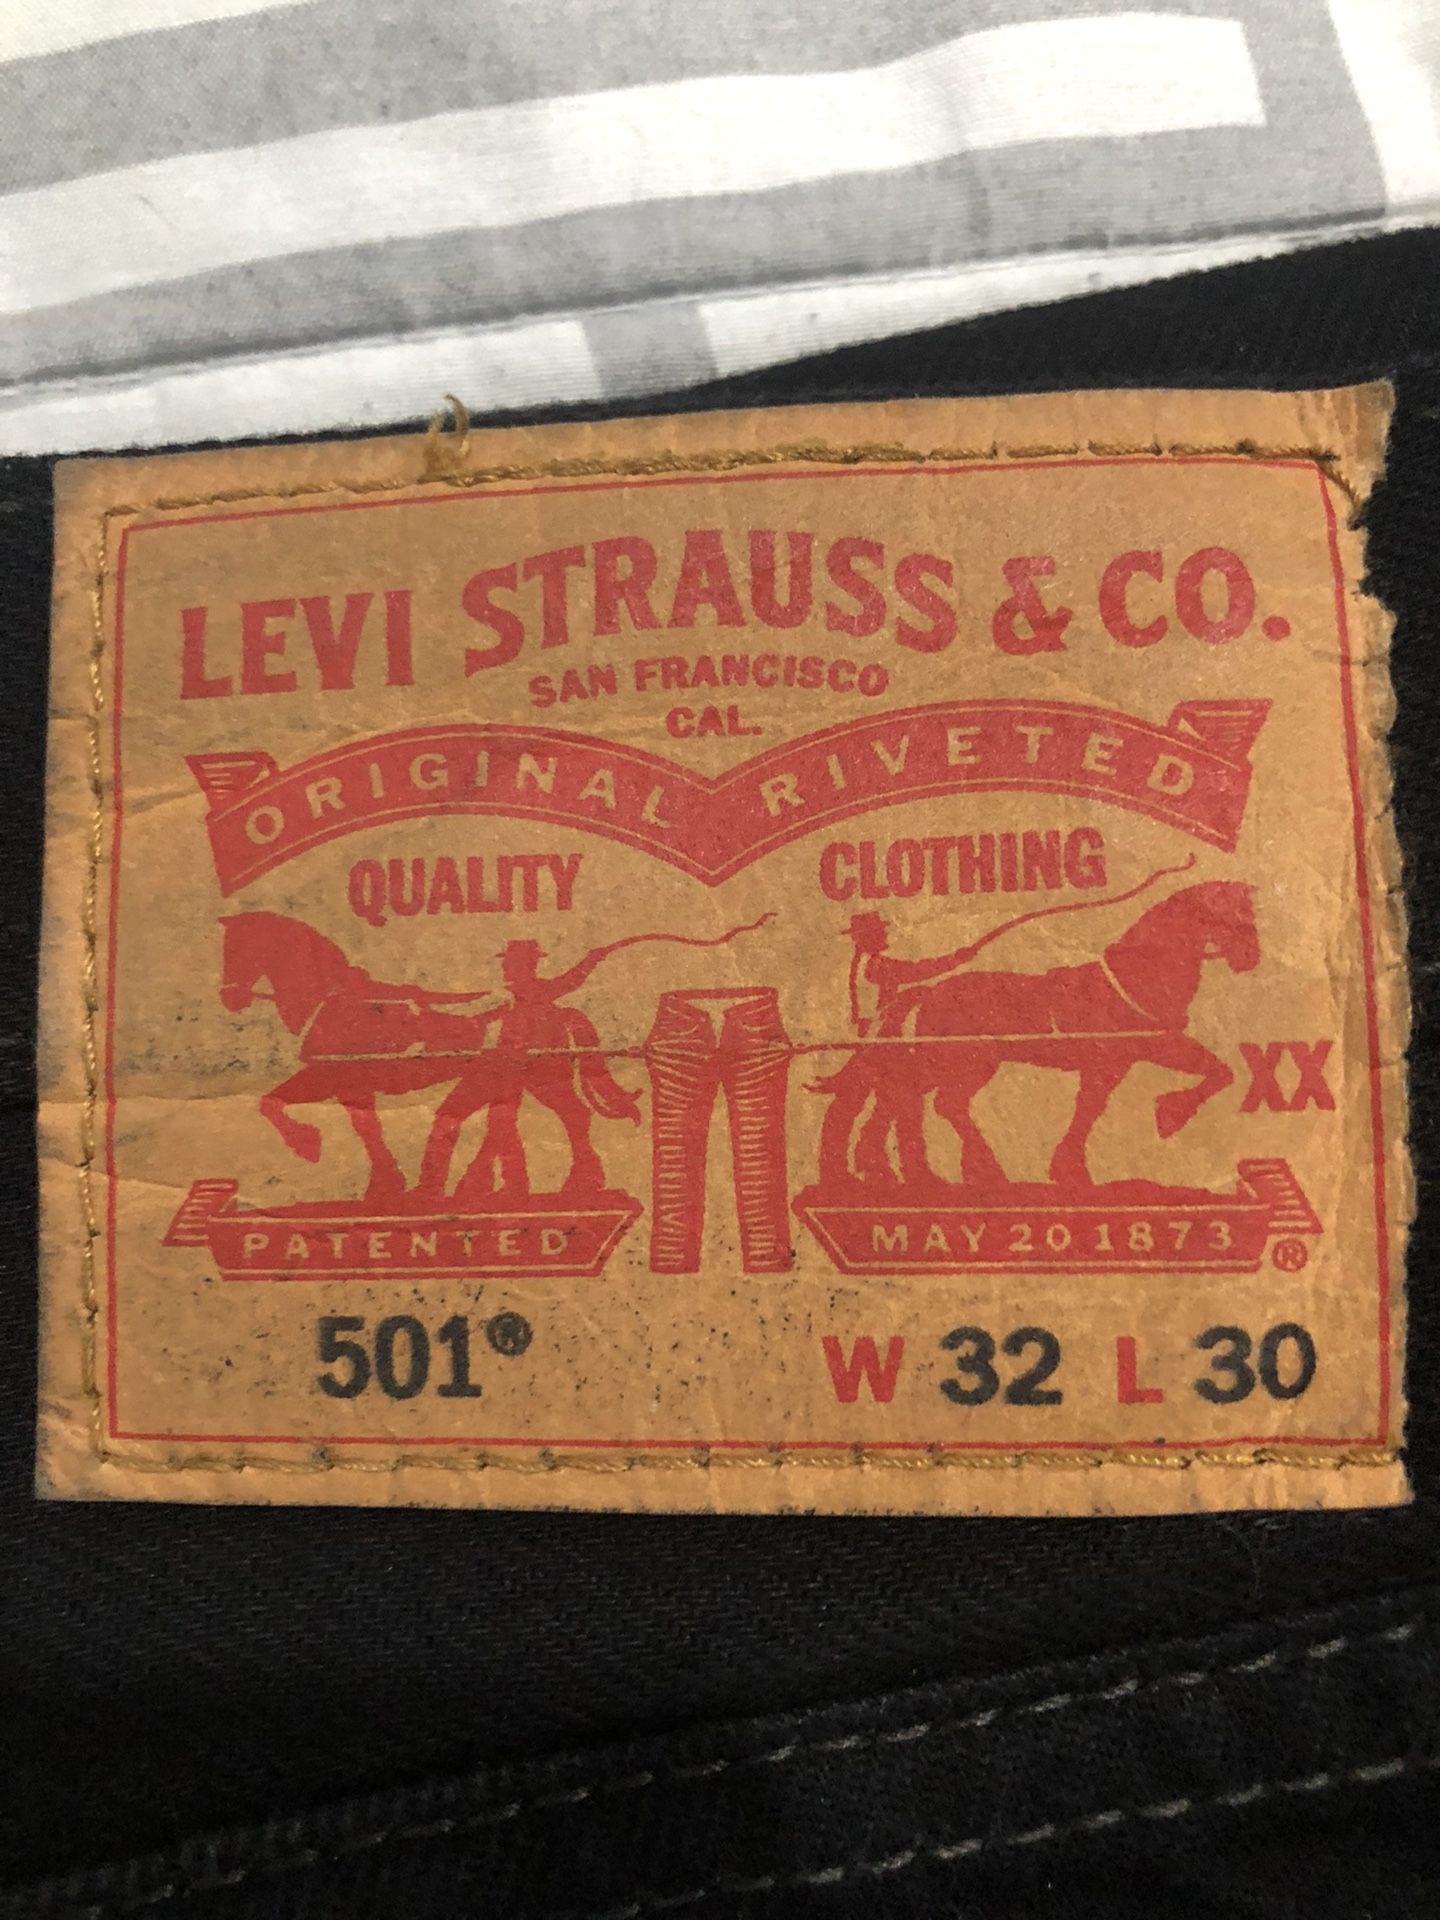 LEVI STRAUSS & CO.
SAN FRANCISCO
CAL.
ORIGINAL RIVETED
QUALITY CLOTHING
XX
PATENTED MAY 20 1873 ®
501® W 32 L 30